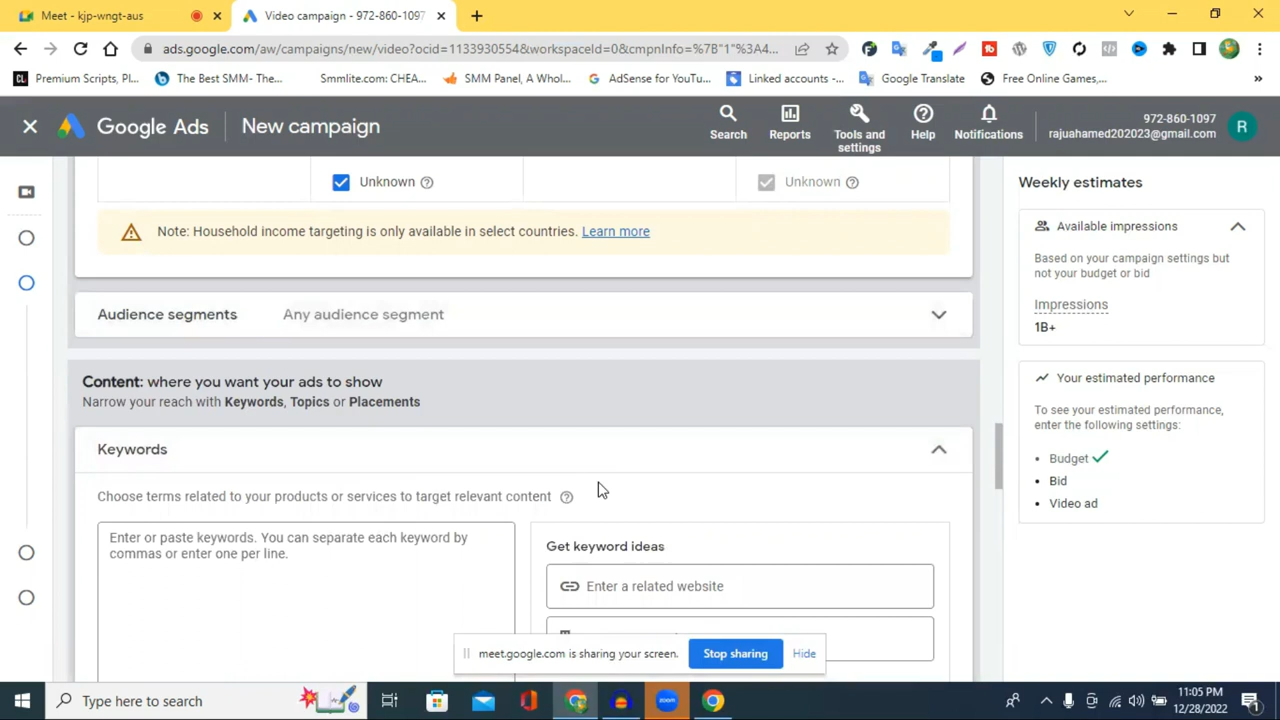 Meet - kjp-wngt-aus
Video campaign - 972-860-1097
ads.google.com/aw/campaigns/new/video?ocid=1133930554&workspaceId=0&cmpnInfo=%7B"1"%3A4...
Premium Scripts, Pl...
The Best SMM- The...
Smmlite.com: CHEA...
SMM Panel, A Whol...
AdSense for YouTu...
Linked accounts -...
Google Translate
Free Online Games,...
»
Google Ads
New campaign
Search
Reports
Tools and
settings
Help
Notifications
972-860-1097
rajuahamed202023@gmail.com
R
Unknown
Unknown
Note: Household income targeting is only available in select countries. Learn more
Audience segments
Any audience segment
Content: where you want your ads to show
Narrow your reach with Keywords, Topics or Placements
Keywords
Choose terms related to your products or services to target relevant content
Enter or paste keywords. You can separate each keyword by
commas or enter one per line.
Get keyword ideas
Enter a related website
Weekly estimates
Available impressions
Based on your campaign settings but
not your budget or bid
Impressions
1B+
Your estimated performance
To see your estimated performance,
enter the following settings:
• Budget
• Bid
• Video ad
meet.google.com is sharing your screen.
Stop sharing
Hide
Type here to search
11:05 PM
12/28/2022